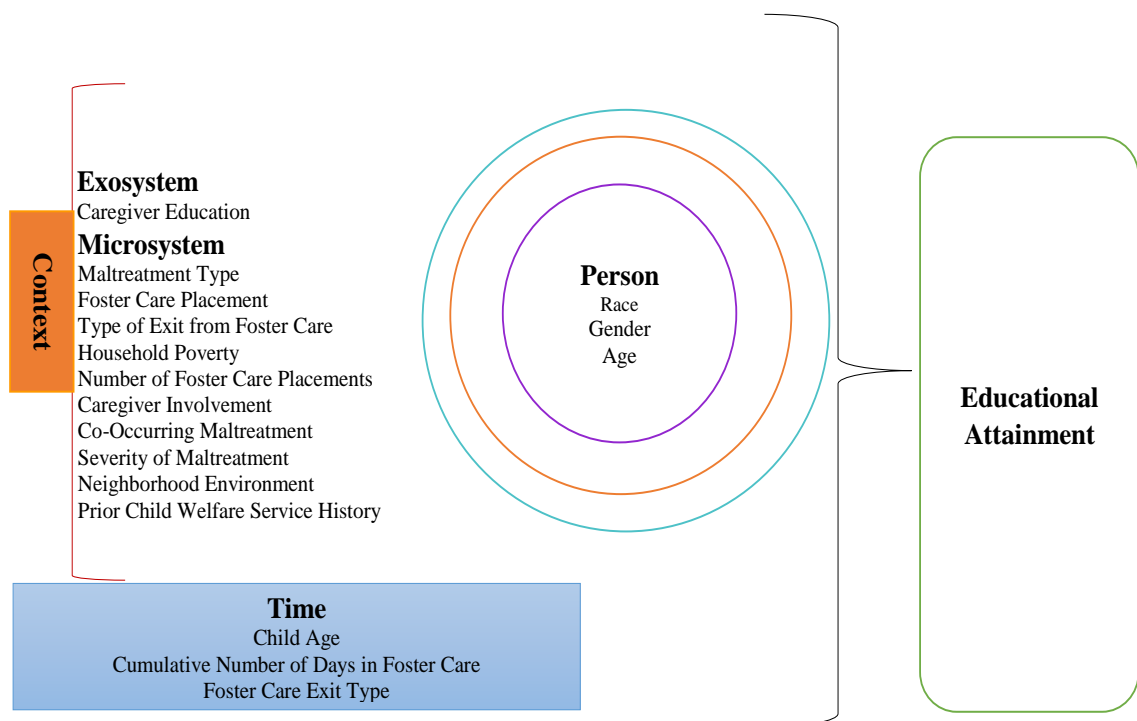 Exosystem
Caregiver Education
Microsystem
Maltreatment Type
Foster Care Placement
Type of Exit from Foster Care
Household Poverty
Number of Foster Care Placements
Caregiver Involvement
Co-Occurring Maltreatment
Severity of Maltreatment
Neighborhood Environment
Prior Child Welfare Service History
Context
Person
Race
Gender
Age
Educational
Attainment
Time
Child Age
Cumulative Number of Days in Foster Care
Foster Care Exit Type